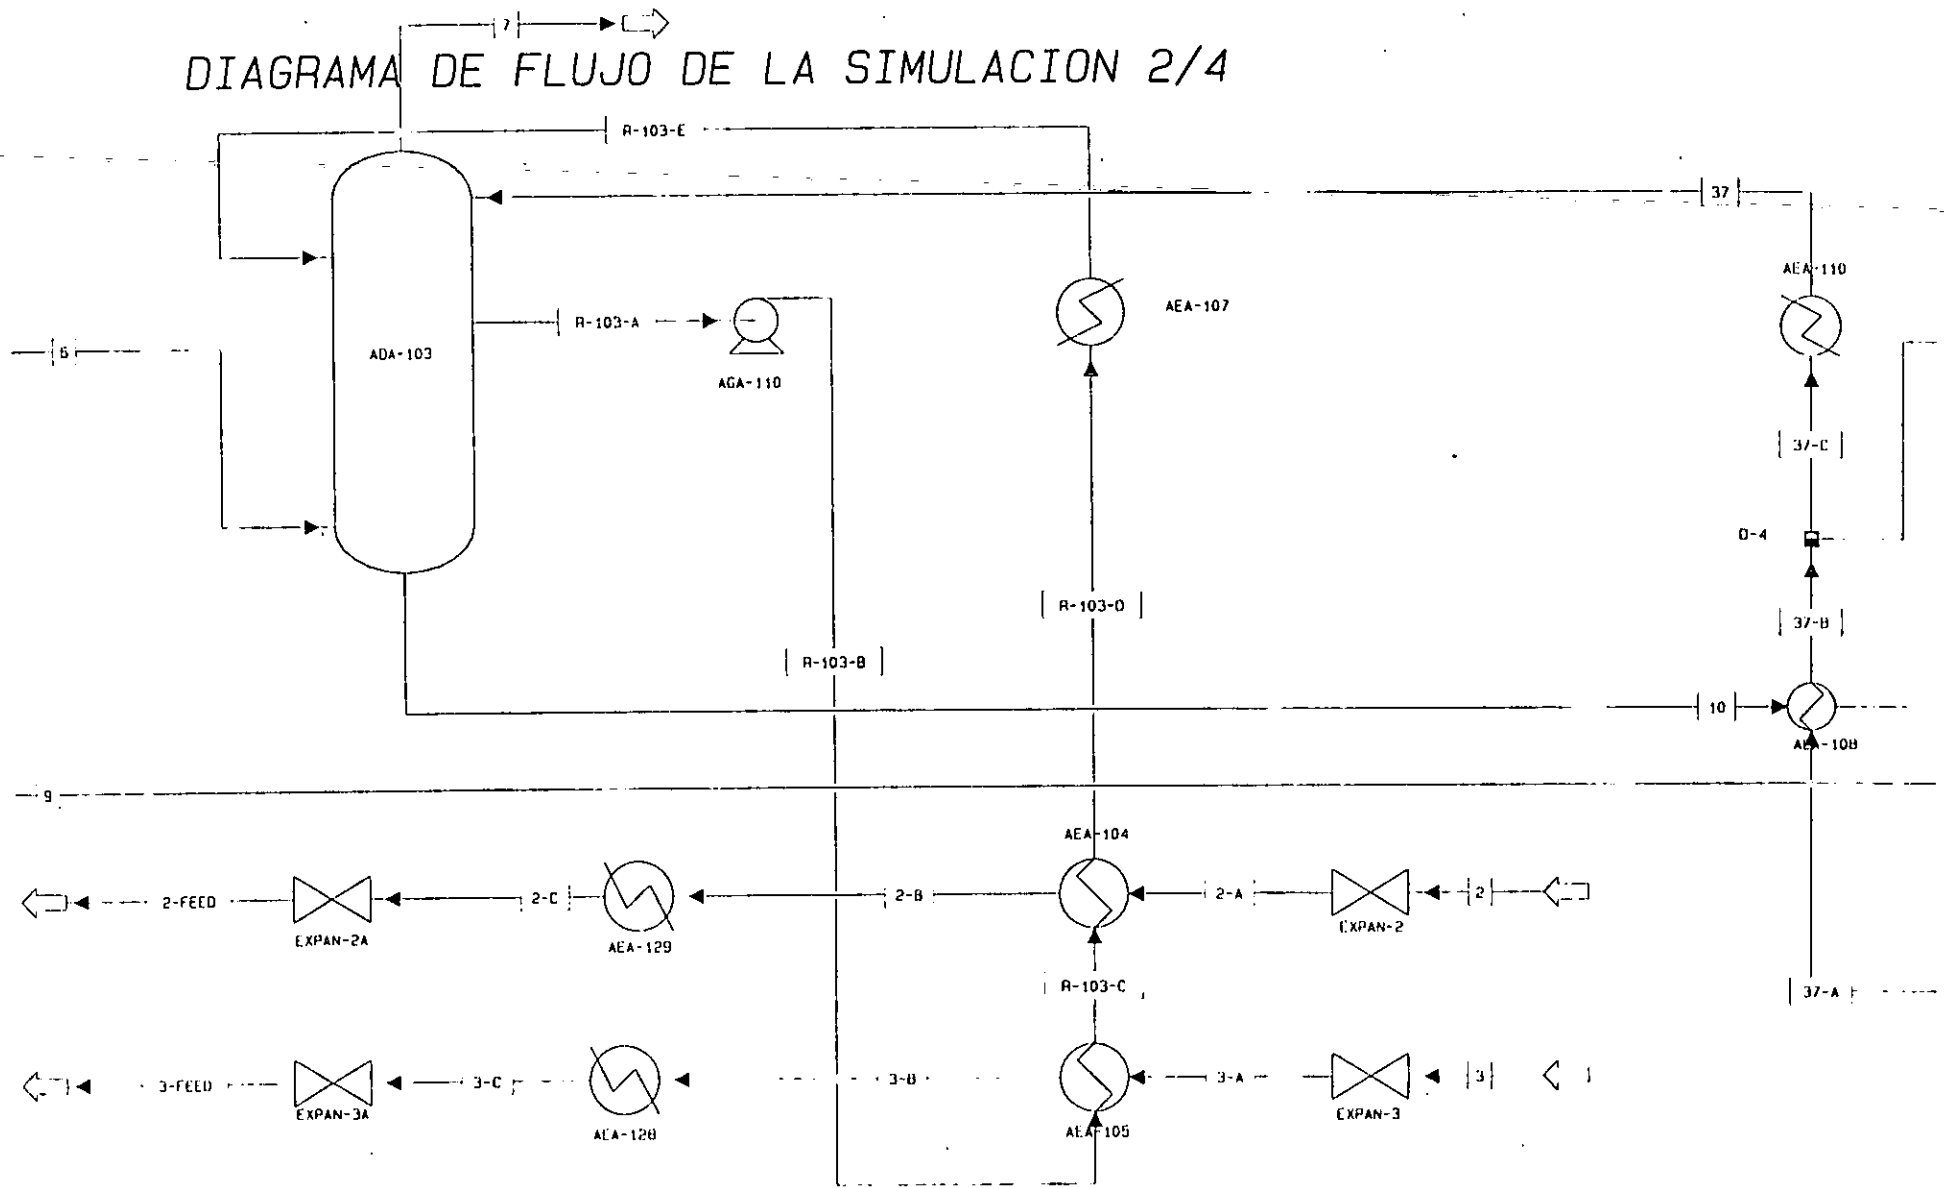 7
DIAGRAMA DE FLUJO DE LA SIMULACION 2/4
R-103-E
37
AEA-110
AEA-107
R-103-A
6
ADA-103
AGA-110
37-C
D-4
R-103-D
37-B
R-103-B
10
AEA-108
9
AEA-104
2-FEED
2-C
2-B
2-A
2
EXPAN-2A
AEA-129
EXPAN-2
R-103-C
37-A
3-FEED
3-C
3-B
3-A
3
EXPAN-3A
AEA-128
AEA-105
EXPAN-3